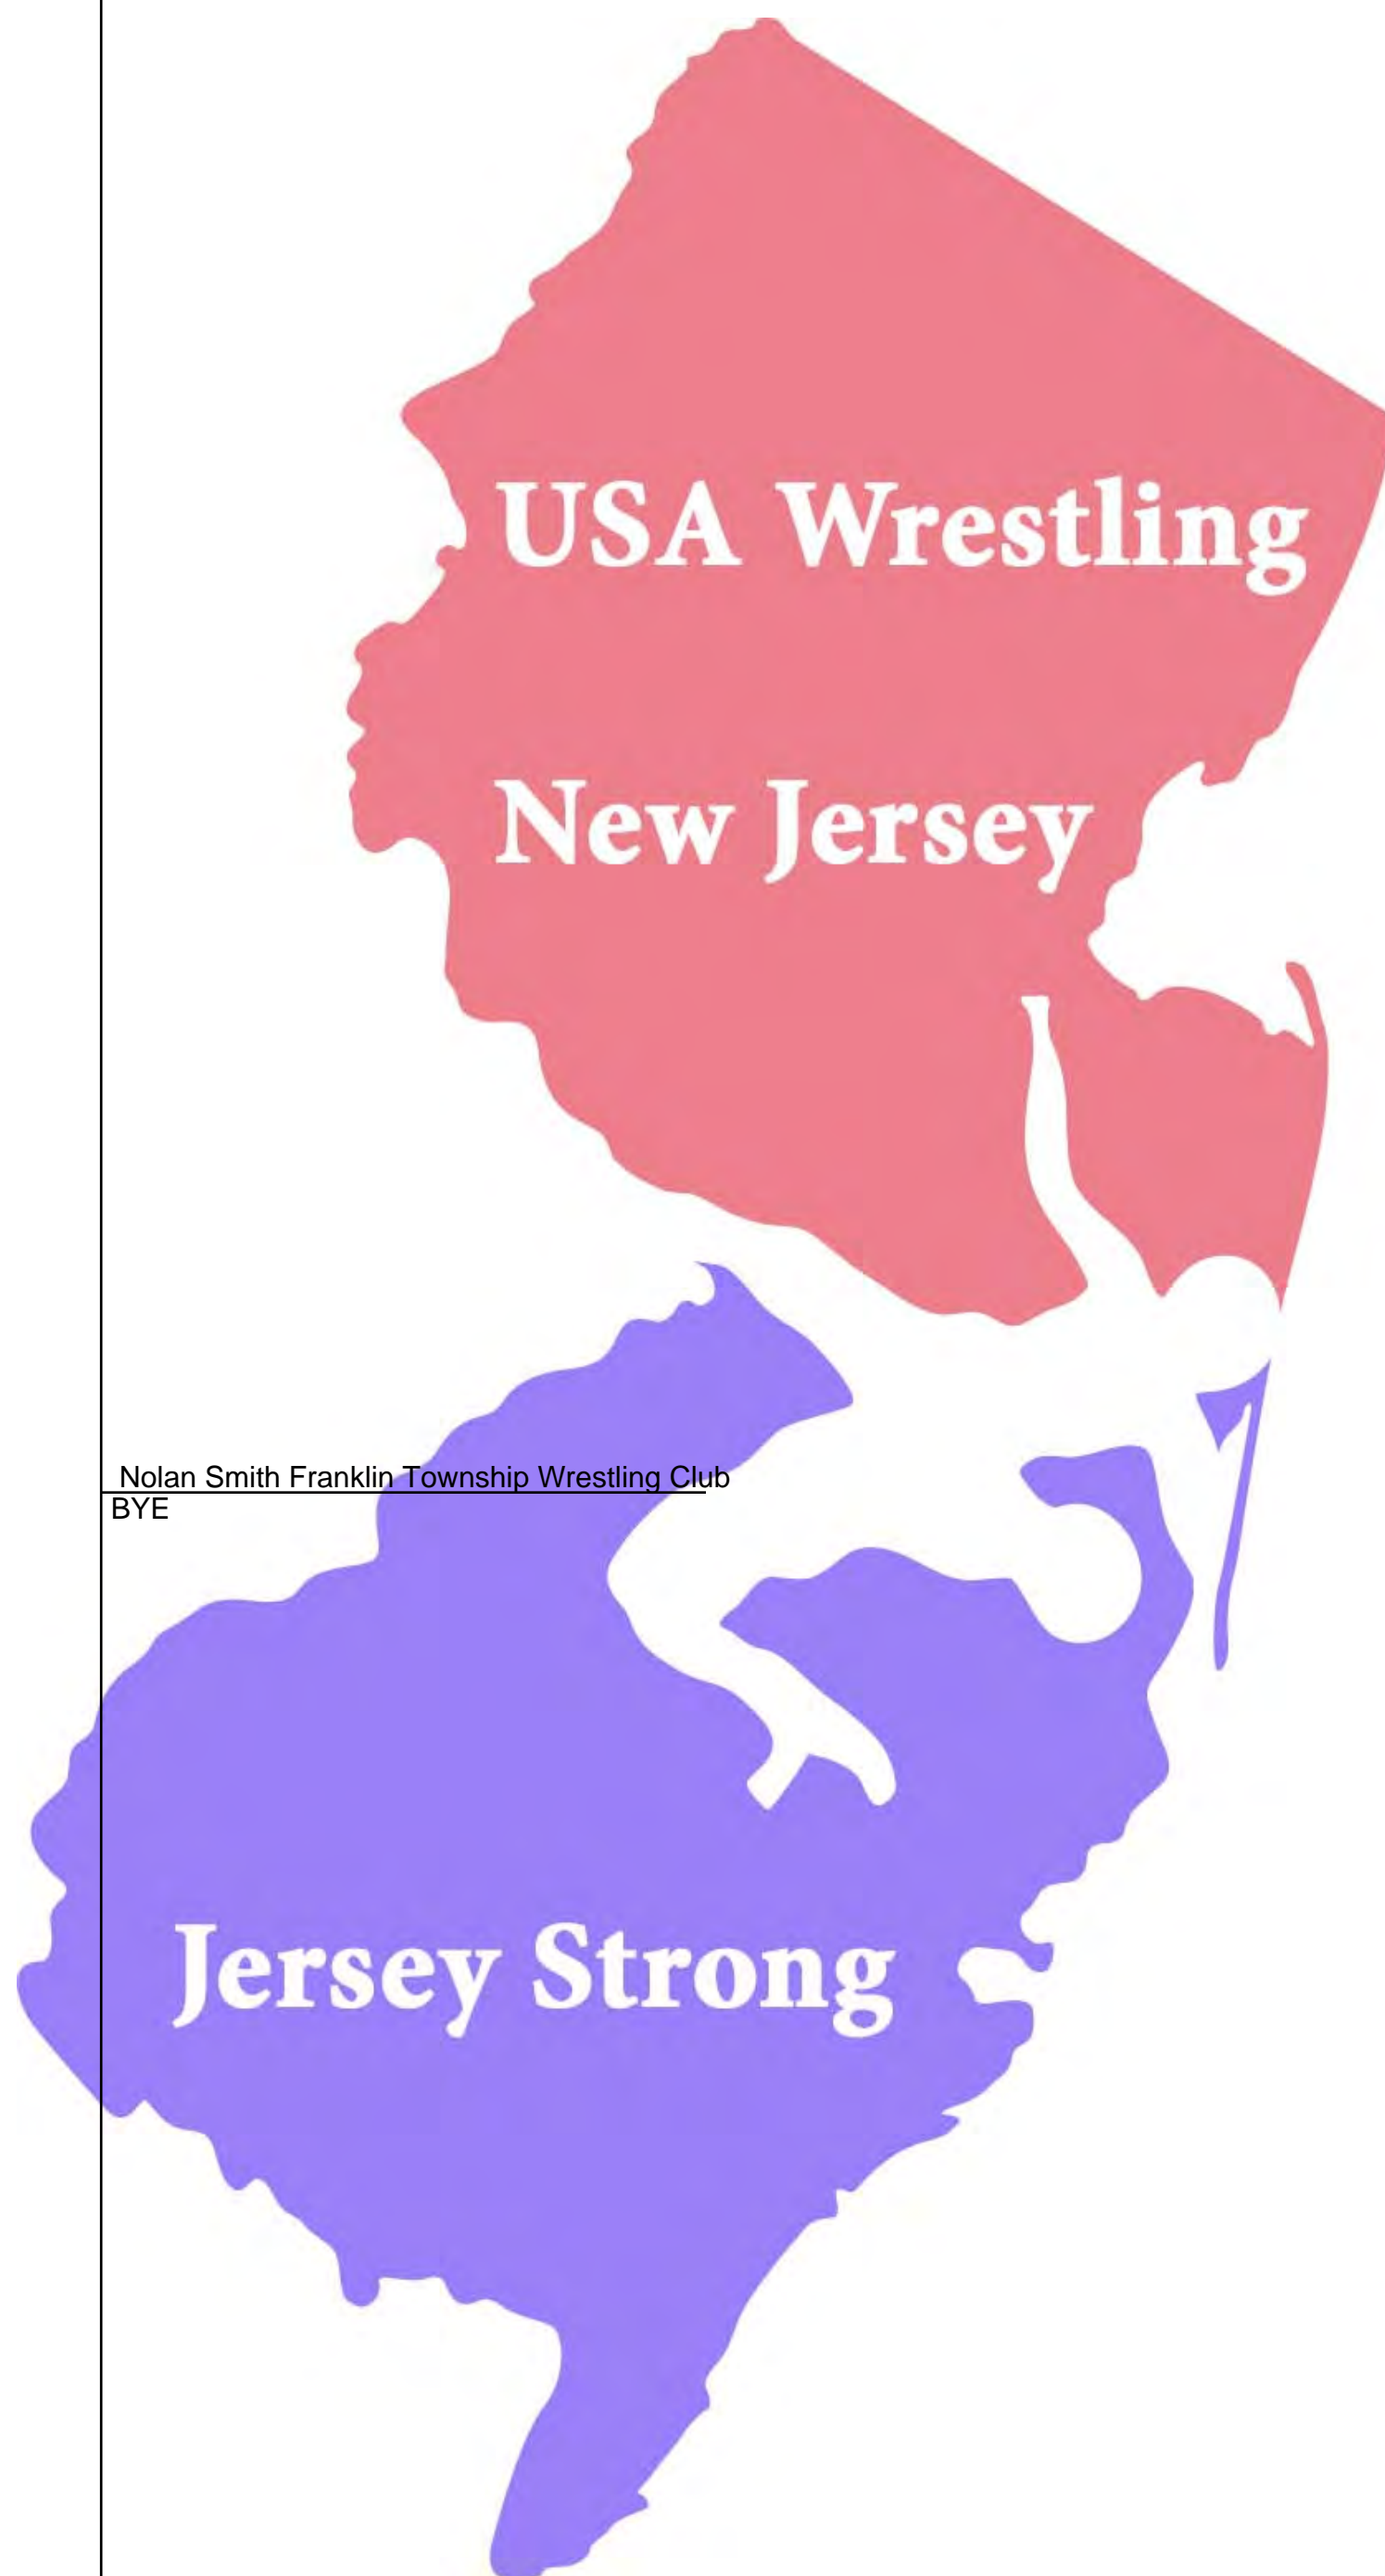 USA Wrestling
New Jersey
Nolan Smith Franklin Township Wrestling Club
BYE
Jersey Strong